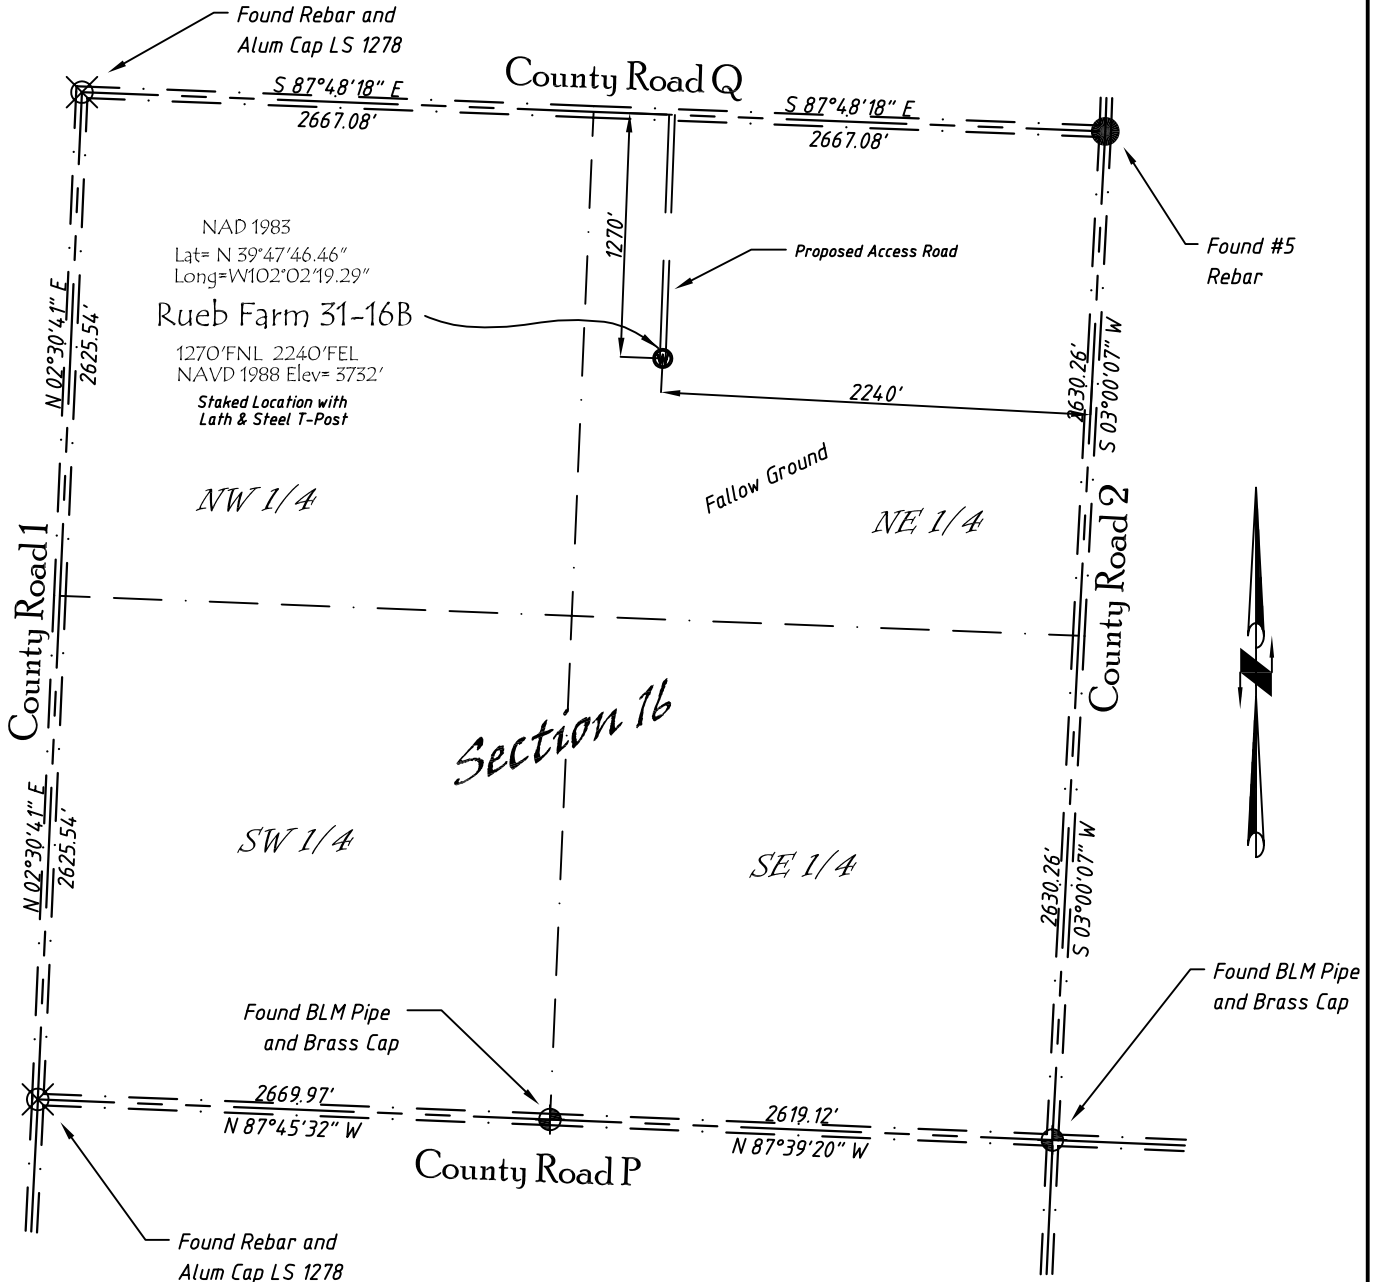 Found Rebar and
Alum Cap LS 1278
County Road Q
S 87°48'18" E
2667.08'
S 87°48'18" E
2667.08'
Found #5
Rebar
NAD 1983
Lat= N 39°47'46.46"
Long=W102°02'19.29"
Rueb Farm 31-16B
1270'FNL 2240'FEL
NAVD 1988 Elev= 3732'
Staked Location with
Lath & Steel T-Post
1270'
Proposed Access Road
W
2240'
N 02°30'41" E
2625.54'
2630.26'
S 03°00'07" W
Fallow Ground
NW 1/4
NE 1/4
County Road 1
County Road 2
Section 16
SW 1/4
SE 1/4
N 02°30'41" E
2625.54'
2630.26'
S 03°00'07" W
Found BLM Pipe
and Brass Cap
Found BLM Pipe
and Brass Cap
2669.97'
N 87°45'32" W
2619.12'
N 87°39'20" W
County Road P
Found Rebar and
Alum Cap LS 1278